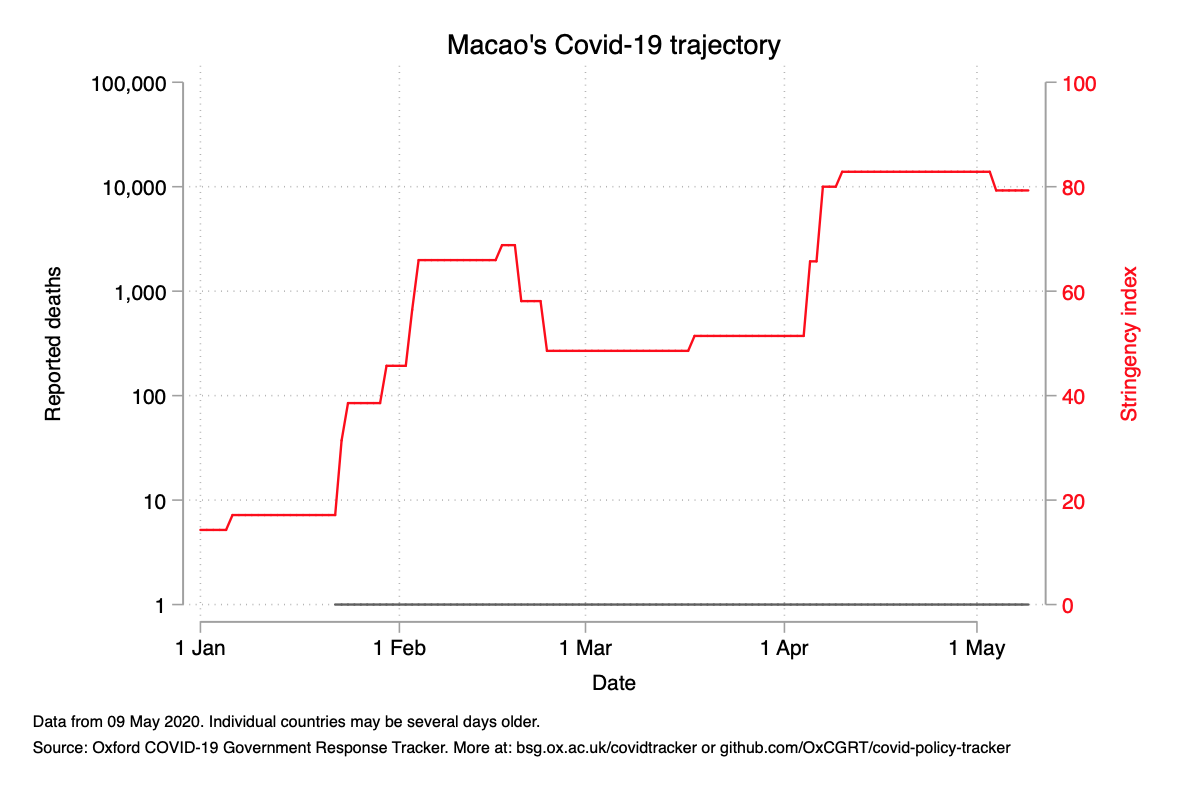 Macao's Covid-19 trajectory
100,000
10,000
1,000
100
10
1
Reported deaths
100
80
60
40
20
0
Stringency index
1 Jan
1 Feb
1 Mar
1 Apr
1 May
Date
Data from 09 May 2020. Individual countries may be several days older.
Source: Oxford COVID-19 Government Response Tracker. More at: bsg.ox.ac.uk/covidtracker or github.com/OxCGRT/covid-policy-tracker